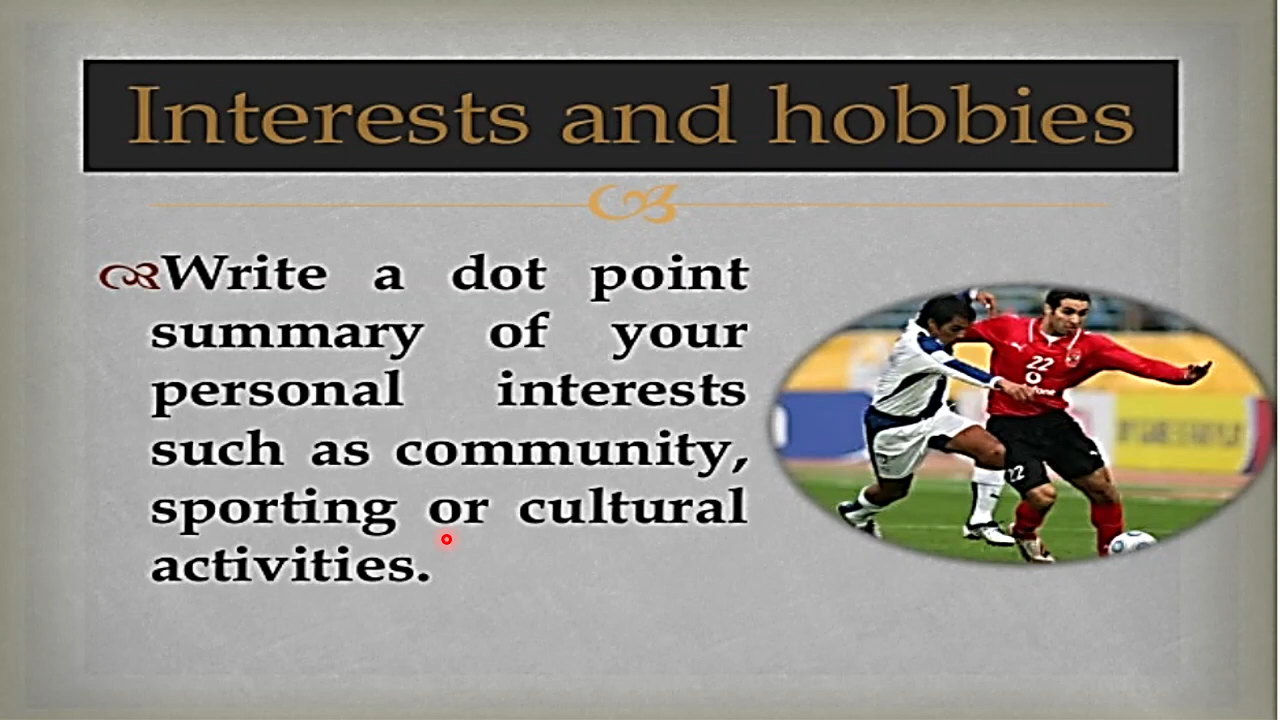 Interests and hobbies
Write a dot point
summary of your
personal interests
such as community,
sporting or cultural
activities.
22
22